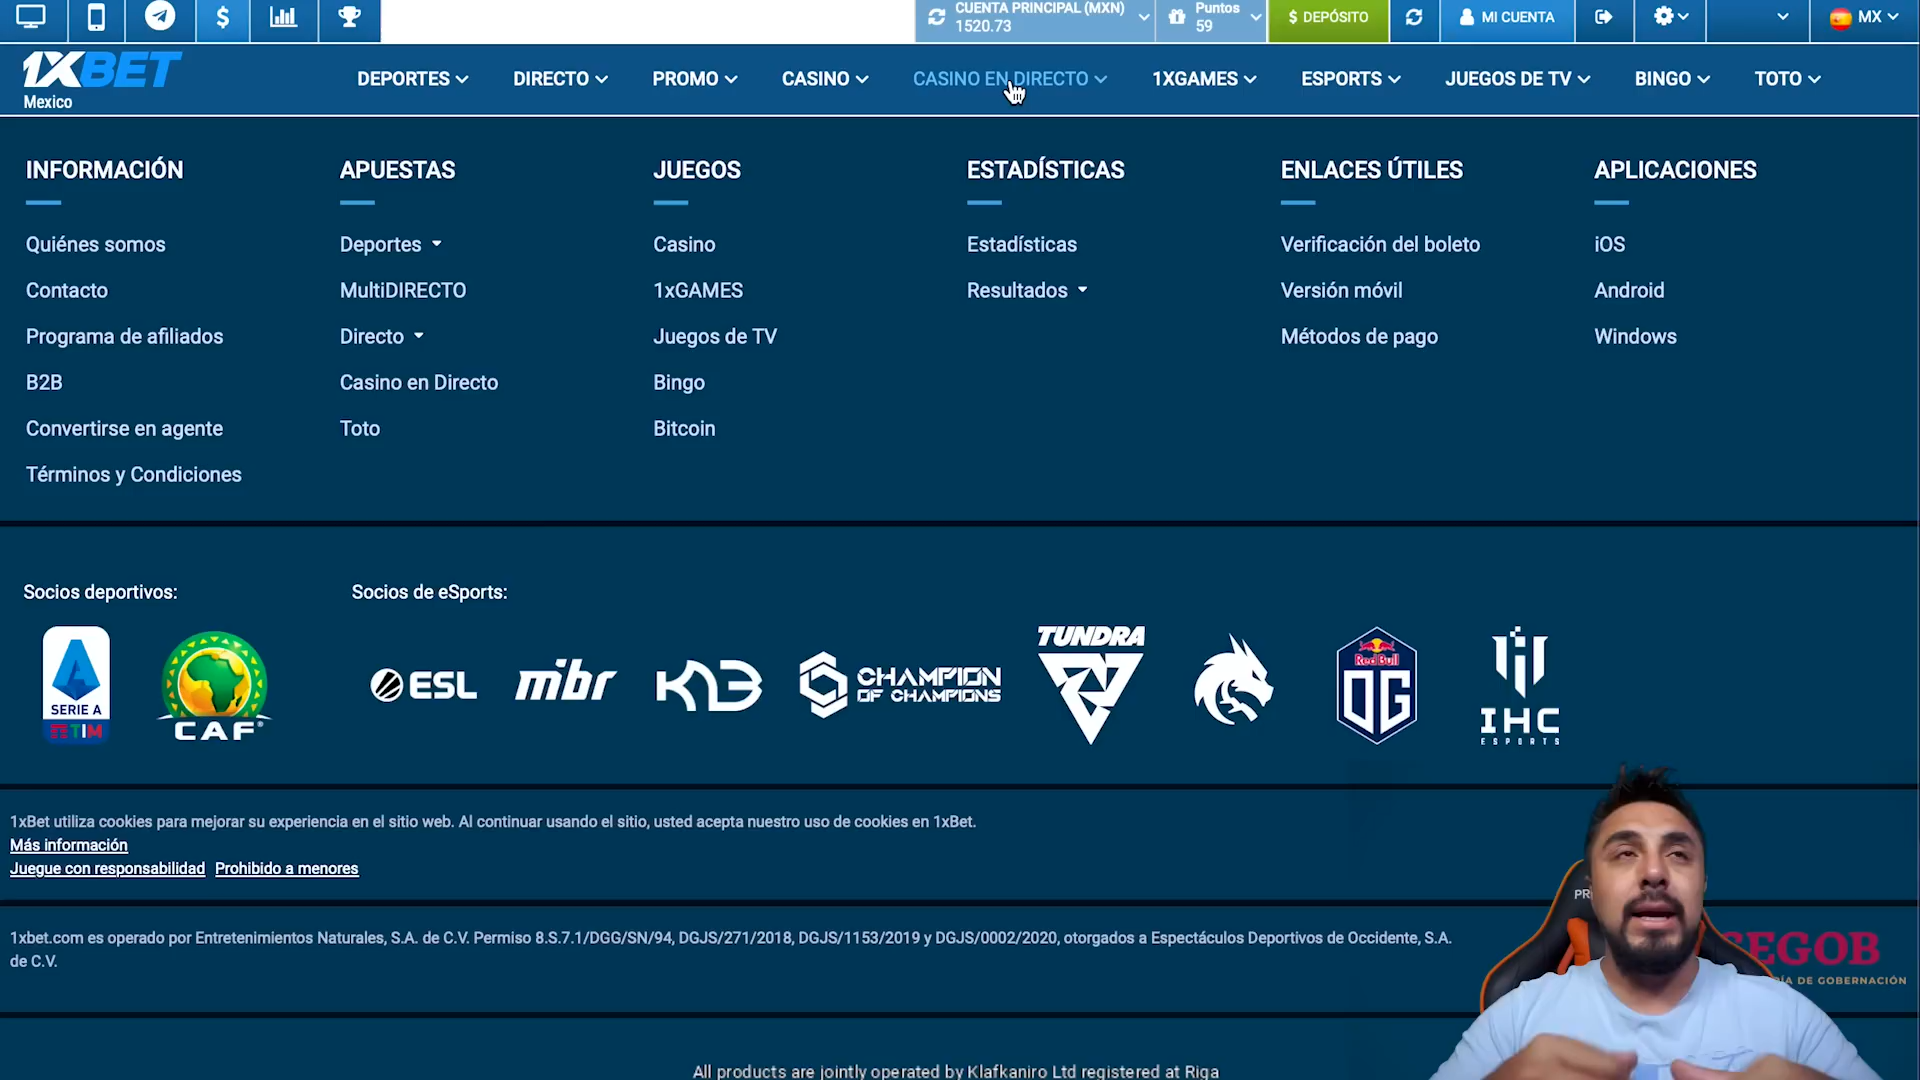 CUENTA PRINCIPAL (MXN)
1520.73
Puntos
59
$ DEPÓSITO
MI CUENTA
MX
1XBET
Mexico
DEPORTES
DIRECTO
PROMO
CASINO
CASINO EN DIRECTO
1XGAMES
ESPORTS
JUEGOS DE TV
BINGO
TOTO
INFORMACIÓN
Quiénes somos
Contacto
Programa de afiliados
B2B
Convertirse en agente
Términos y Condiciones
APUESTAS
Deportes
MultiDIRECTO
Directo
Casino en Directo
Toto
JUEGOS
Casino
1xGAMES
Juegos de TV
Bingo
Bitcoin
ESTADÍSTICAS
Estadísticas
Resultados
ENLACES ÚTILES
Verificación del boleto
Versión móvil
Métodos de pago
APLICACIONES
iOS
Android
Windows
Socios deportivos:
SERIE A
TIM
CAF
Socios de eSports:
ESL
mibr
K13
CHAMPION
OF CHAMPIONS
TUNDRA
Red Bull
OG
IHC
ESPORTS
1xBet utiliza cookies para mejorar su experiencia en el sitio web. Al continuar usando el sitio, usted acepta nuestro uso de cookies en 1xBet.
Más información
Juegue con responsabilidad Prohibido a menores
1xbet.com es operado por Entretenimientos Naturales, S.A. de C.V. Permiso 8.S.7.1/DGG/SN/94, DGJS/271/2018, DGJS/1153/2019 y DGJS/0002/2020, otorgados a Espectáculos Deportivos de Occidente, S.A.
de C.V.
SEGOB
ÍA DE GOBERNACIÓN
PR
All products are jointly operated by Klafkaniro Ltd registered at Riga